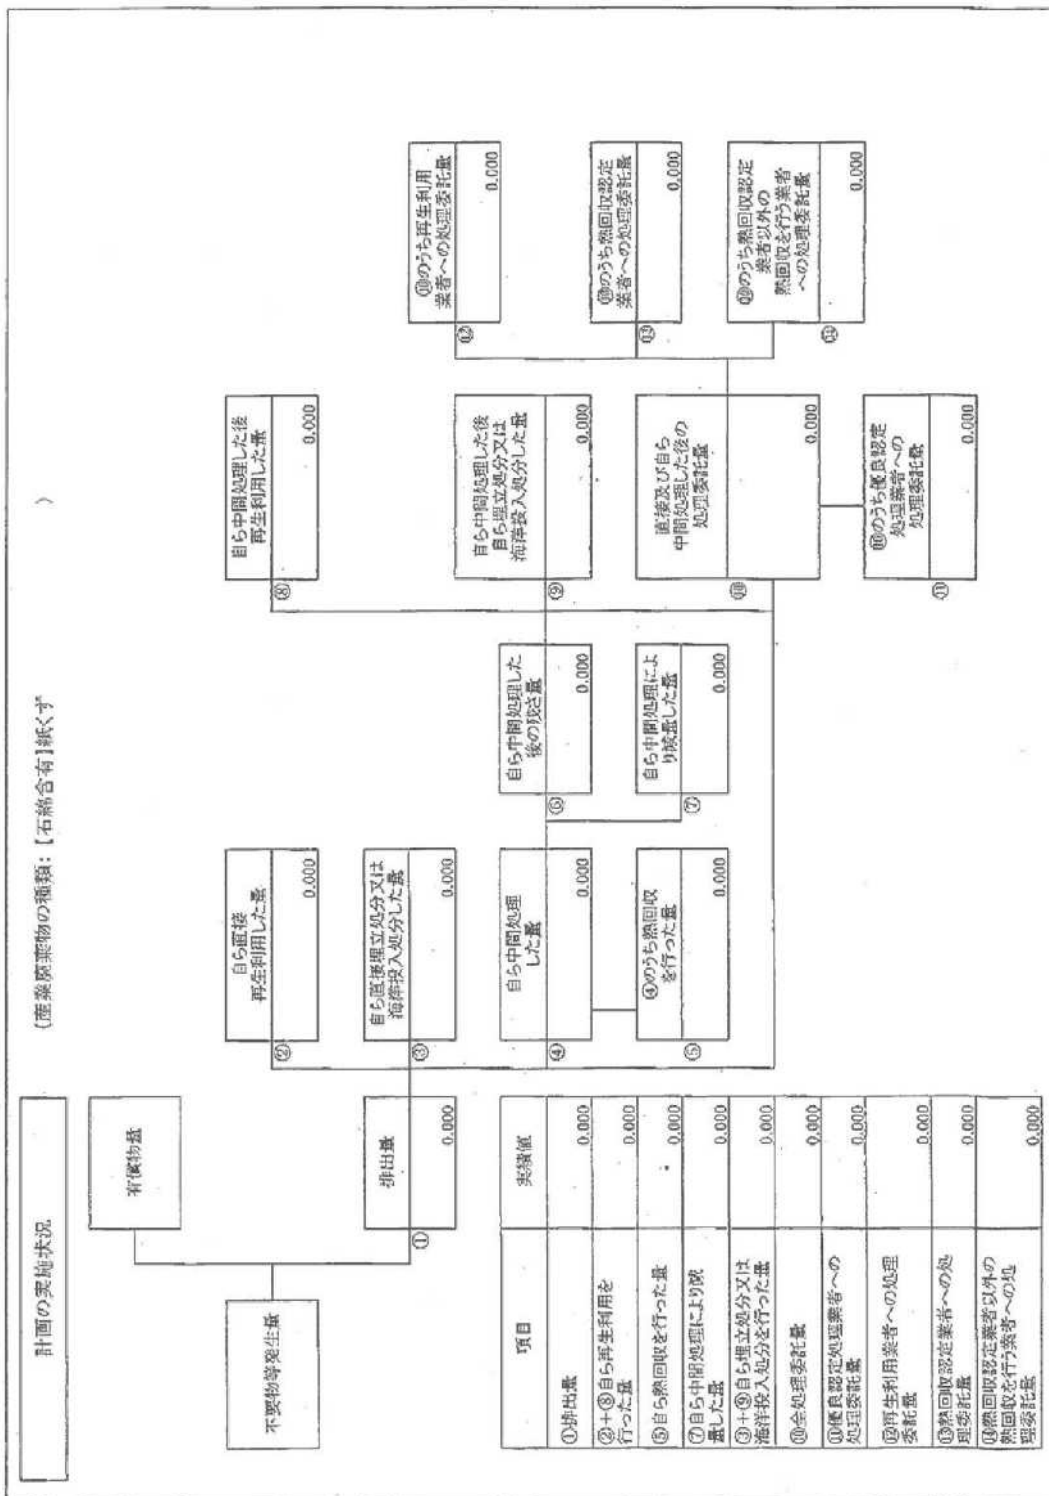 計画の実施状況
(産業廃棄物の種類:【石綿含有】紙くず
)
不要物等発生量
有償物量
①
排出量
0.000
②
自ら直接
再生利用した量
0.000
③
自ら直接埋立処分又は
海洋投入処分した量
0.000
④
自ら中間処理
した量
0.000
⑤
④のうち熱回収
を行った量
0.000
⑥
自ら中間処理した
後の残さ量
0.000
⑦
自ら中間処理によ
り減量した量
0.000
⑧
自ら中間処理した後
再生利用した量
0.000
⑨
自ら中間処理した後
自ら埋立処分又は
海洋投入処分した量
0.000
⑩
直接及び自ら
中間処理した後の
処理委託量
0.000
⑪
⑩のうち優良認定
処理業者への
処理委託量
0.000
⑫
⑩のうち再生利用
業者への処理委託量
0.000
⑬
⑩のうち熱回収認定
業者への処理委託量
0.000
⑭
⑩のうち熱回収認定
業者以外の
熱回収を行う業者
への処理委託量
0.000
項目
実績値
①排出量
0.000
②+⑧自ら再生利用を
行った量
0.000
⑤自ら熱回収を行った量
0.000
⑦自ら中間処理により減
量した量
0.000
③+⑨自ら埋立処分又は
海洋投入処分を行った量
0.000
⑩全処理委託量
0.000
⑪優良認定処理業者への
処理委託量
0.000
⑫再生利用業者への処理
委託量
0.000
⑬熱回収認定業者への処
理委託量
0.000
⑭熱回収認定業者以外の
熱回収を行う業者への処
理委託量
0.000